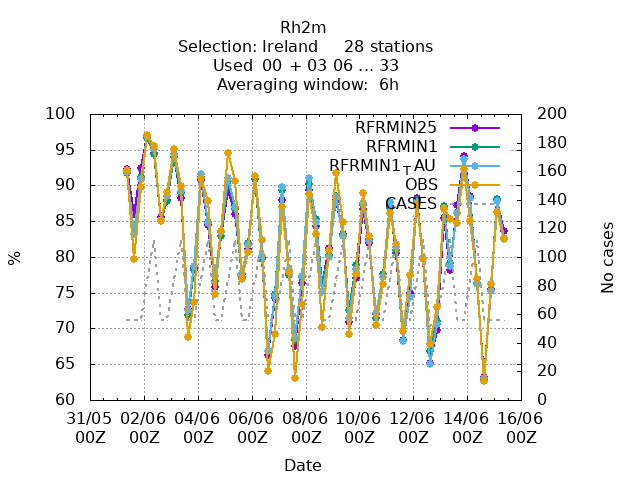 Rh2m
Selection: Ireland 28 stations
Used 00 + 03 06 ... 33
Averaging window: 6h
100
95
90
85
80
75
70
65
60
%
200
180
160
140
120
100
80
60
40
20
0
No cases
RFRMIN25
RFRMIN1
RFRMIN1TAU
OBS
CASES
31/05 02/06 04/06 06/06 08/06 10/06 12/06 14/06 16/06
00Z 00Z 00Z 00Z 00Z 00Z 00Z 00Z 00Z
Date